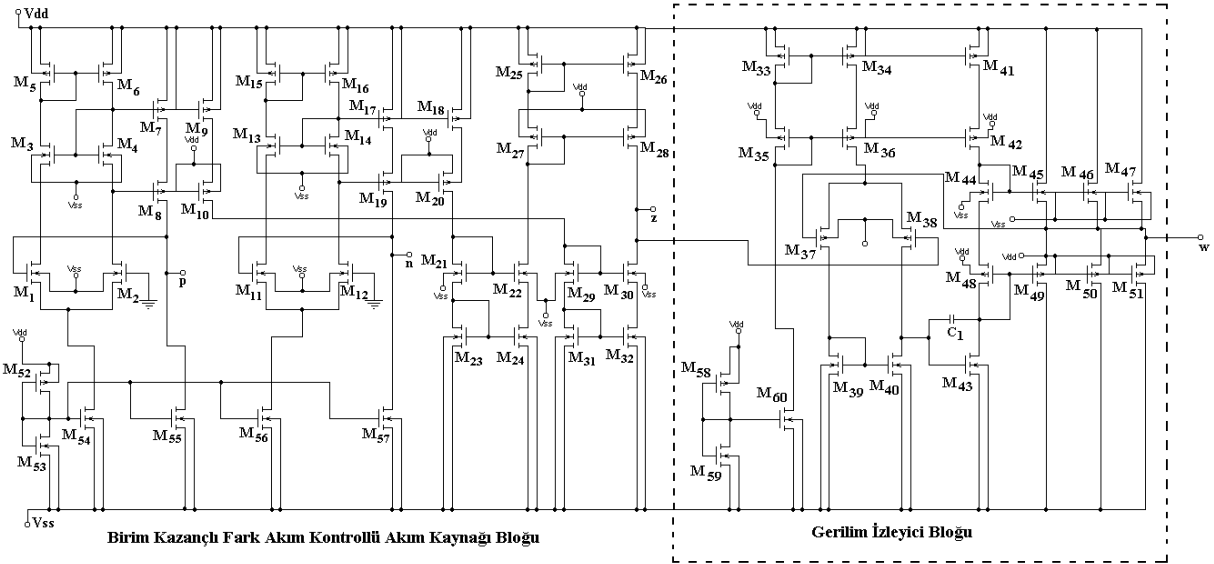 Vdd
M5 M6 M15 M16 M25 M26 M33 M34 M41
M7 M9 M17 M18
Vdd Vdd Vdd Vdd Vdd
M3 M4 M13 M14 M27 M28 M35 M36 M42
M8 M10 M19 M20 M44 M45 M46 M47
Vss Vss Vss Vss
z
M37 M38
w
M1 Vss M2 p M11 Vss M12 n M21 M22 M29 M30
Vss Vss Vss
Vdd Vdd M48 M49 M50 M51
C1
M23 M24 M31 M32 M39 M40 M43
Vdd Vdd
M52 M58 M60
M54 M55 M56 M57
M53 M59
Vss
Birim Kazançlı Fark Akım Kontrollü Akım Kaynağı Bloğu
Gerilim İzleyici Bloğu